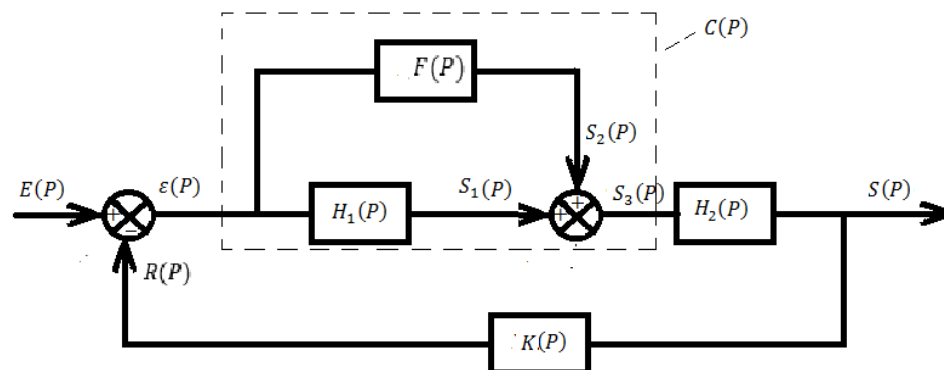 C(P)
F(P)
S₂(P)
E(P)
ε(P)
S₁(P)
S₃(P)
S(P)
+
−
H₁(P)
+
+
H₂(P)
R(P)
K(P)